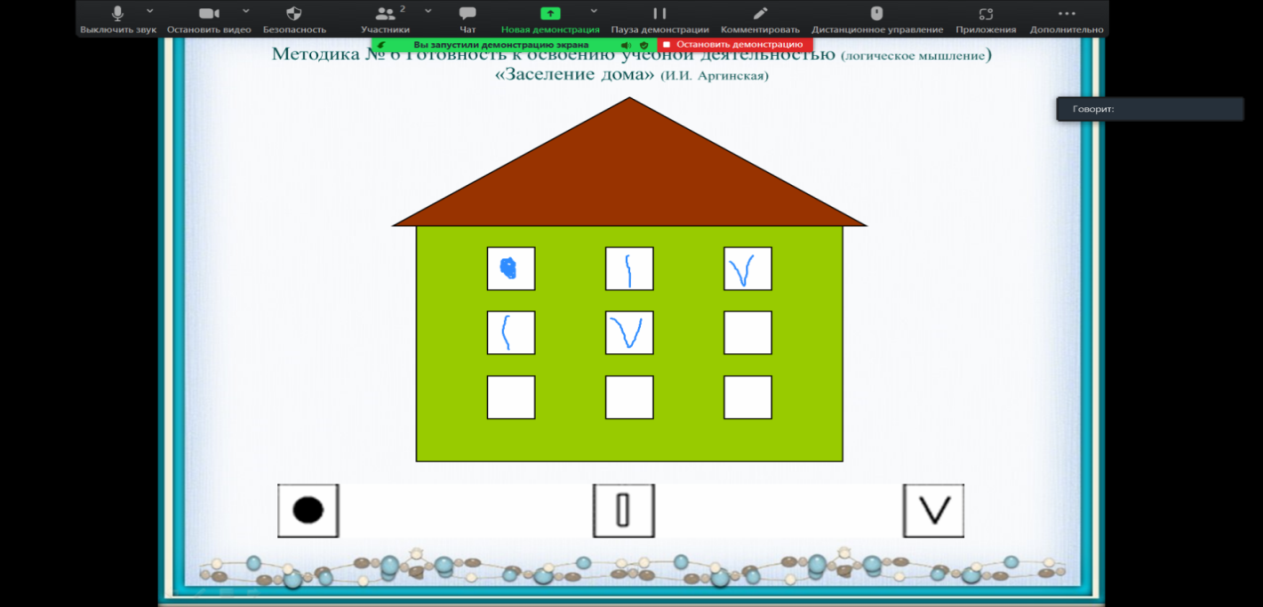 Выключить звук Остановить видео Безопасность Участники 2 Чат Новая демонстрация Пауза демонстрации Комментировать Дистанционное управление Приложения Дополнительно
Вы запустили демонстрацию экрана Остановить демонстрацию
Методика № 6 Готовность к освоению учебной деятельностью (логическое мышление)
«Заселение дома» (И.И. Аргинская)
Говорит:
V
V
V